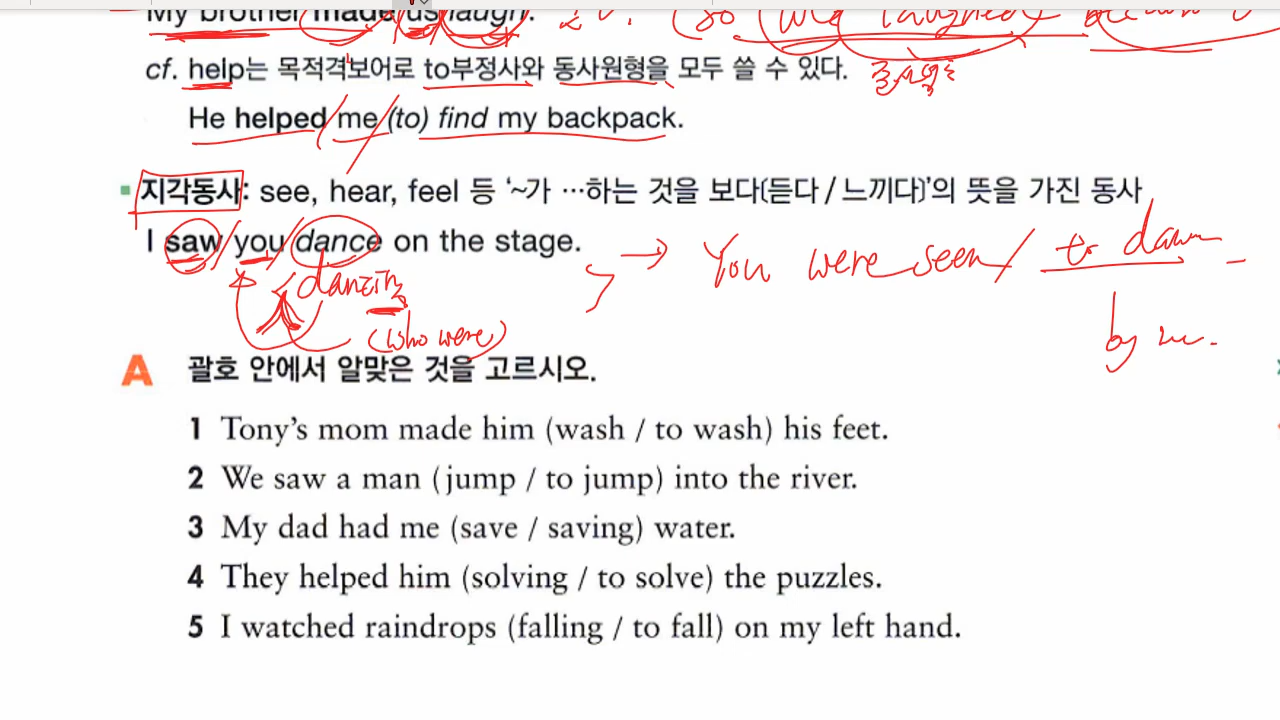 My brother made us laugh.
cf. help는 목적격보어로 to부정사와 동사원형을 모두 쓸 수 있다.
He helped me (to) find my backpack.
지각동사: see, hear, feel 등 '~가 …하는 것을 보다(듣다 / 느끼다)'의 뜻을 가진 동사
I saw you dance on the stage.
→ You were seen / to
dancing
(who were)
by
A 괄호 안에서 알맞은 것을 고르시오.
1 Tony's mom made him (wash / to wash) his feet.
2 We saw a man (jump / to jump) into the river.
3 My dad had me (save / saving) water.
4 They helped him (solving / to solve) the puzzles.
5 I watched raindrops (falling / to fall) on my left hand.